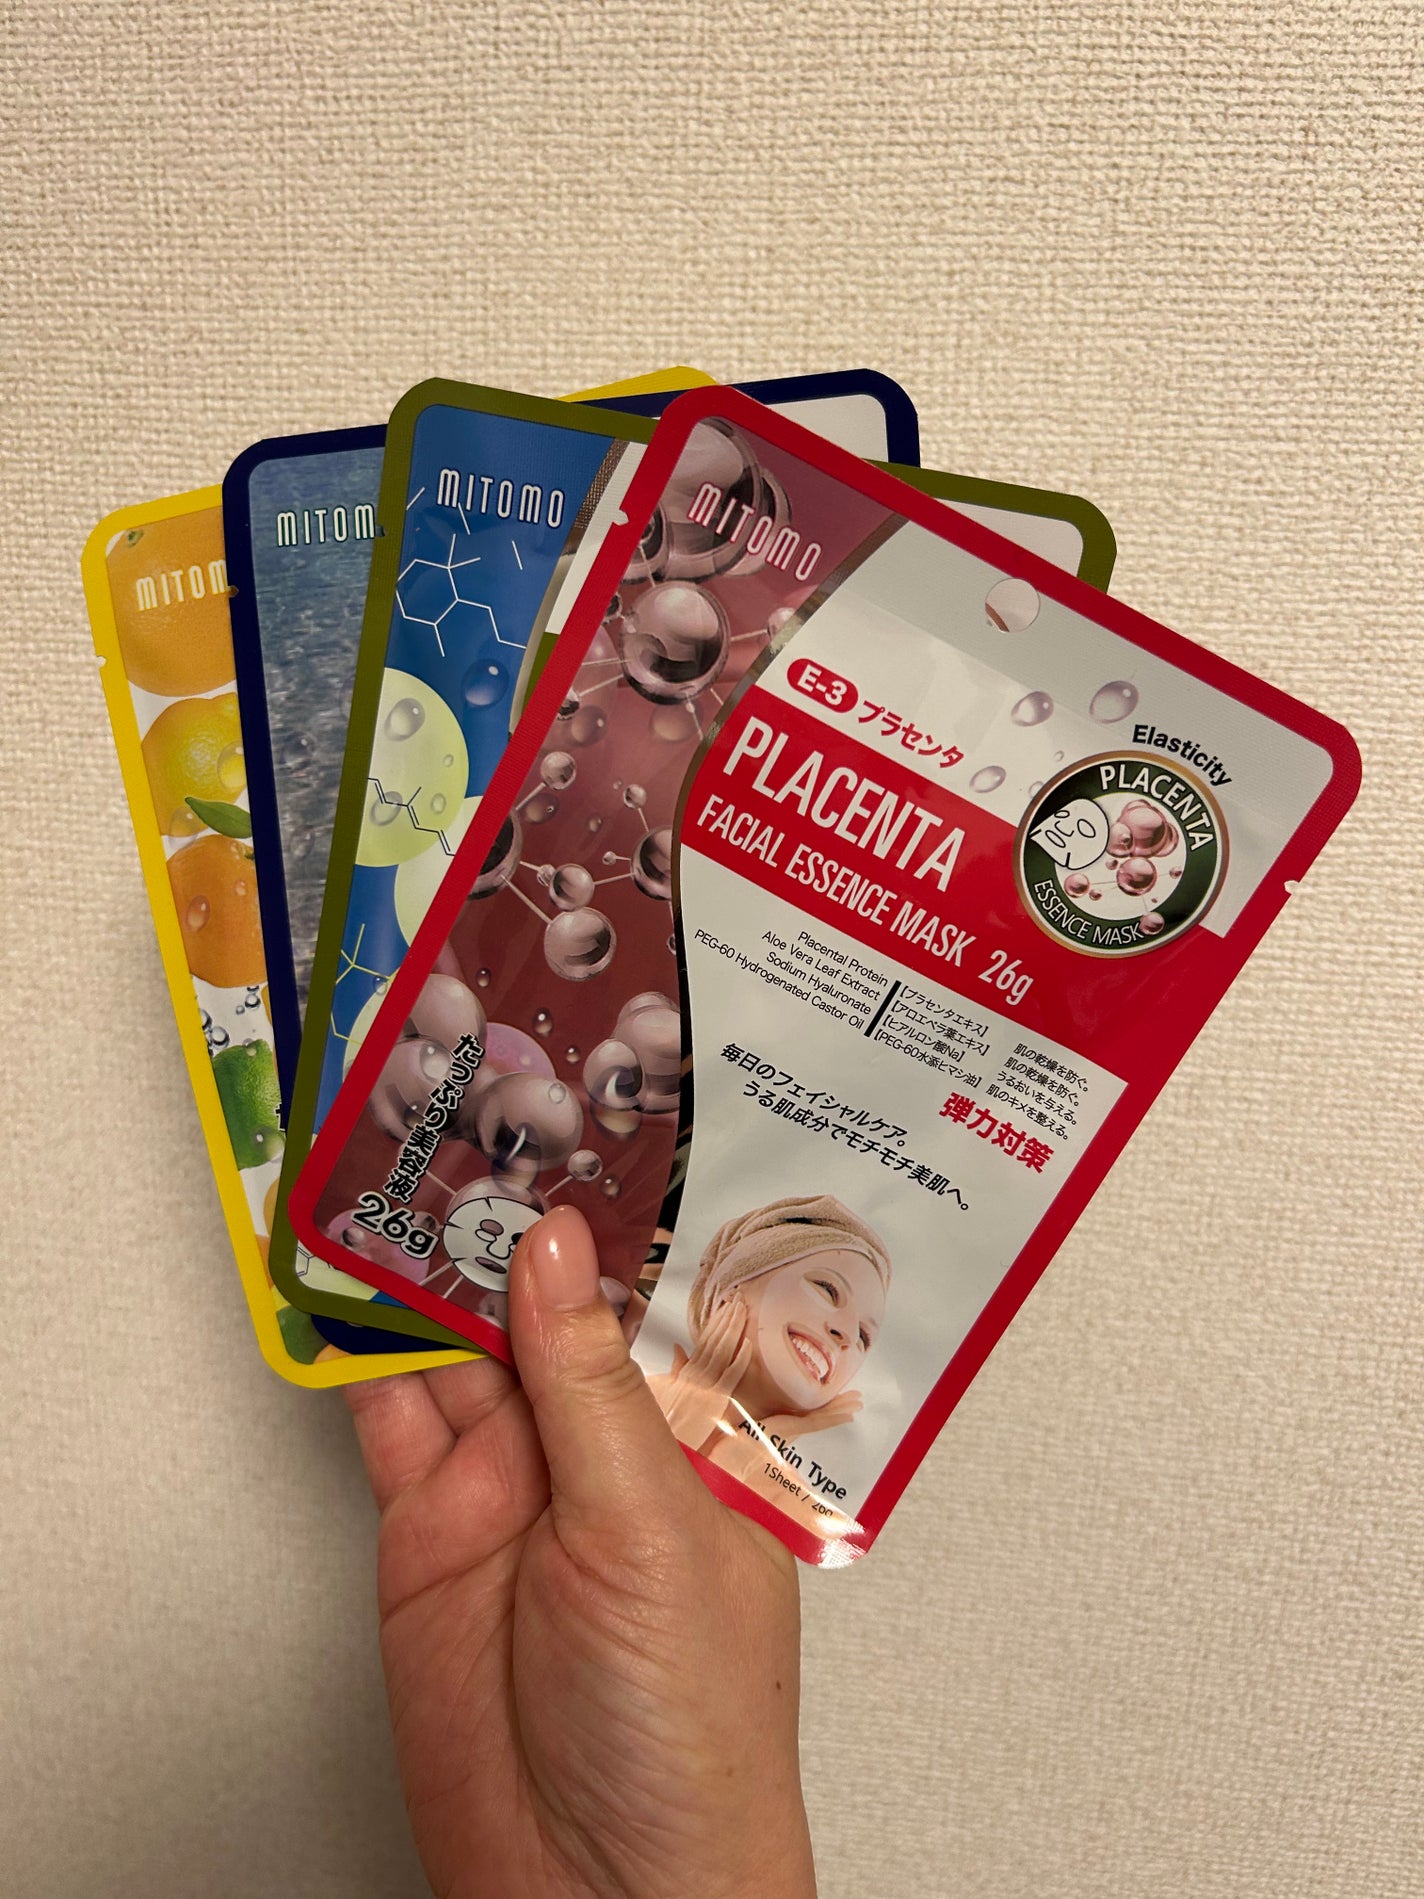 MITOM
MITOM
MITOMO
MITOMO
E-3 プラセンタ
PLACENTA
FACIAL ESSENCE MASK 26g
Elasticity
PLACENTA
ESSENCE MASK
Placental Protein【プラセンタエキス】肌の乾燥を防ぐ。
Aloe Vera Leaf Extract【アロエベラ葉エキス】肌の乾燥を防ぐ。
Sodium Hyaluronate【ヒアルロン酸Na】うるおいを与える。
PEG-60 Hydrogenated Castor Oil【PEG-60水添ヒマシ油】肌のキメを整える。
弾力対策
毎日のフェイシャルケア。
うる肌成分でモチモチ美肌へ。
たっぷり美容液
26g
All Skin Type
1Sheet / 26g